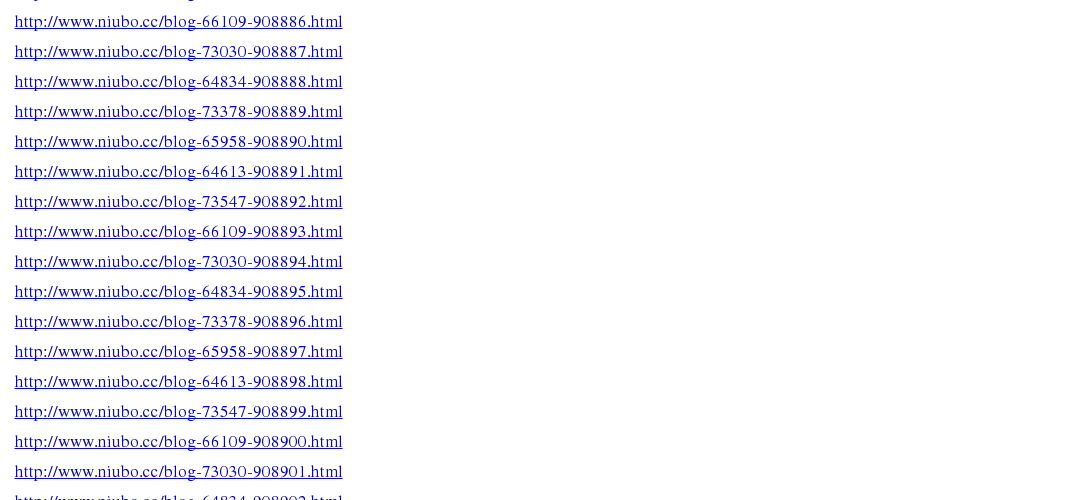 http://www.niubo.cc/blog-66109-908886.html
http://www.niubo.cc/blog-73030-908887.html
http://www.niubo.cc/blog-64834-908888.html
http://www.niubo.cc/blog-73378-908889.html
http://www.niubo.cc/blog-65958-908890.html
http://www.niubo.cc/blog-64613-908891.html
http://www.niubo.cc/blog-73547-908892.html
http://www.niubo.cc/blog-66109-908893.html
http://www.niubo.cc/blog-73030-908894.html
http://www.niubo.cc/blog-64834-908895.html
http://www.niubo.cc/blog-73378-908896.html
http://www.niubo.cc/blog-65958-908897.html
http://www.niubo.cc/blog-64613-908898.html
http://www.niubo.cc/blog-73547-908899.html
http://www.niubo.cc/blog-66109-908900.html
http://www.niubo.cc/blog-73030-908901.html